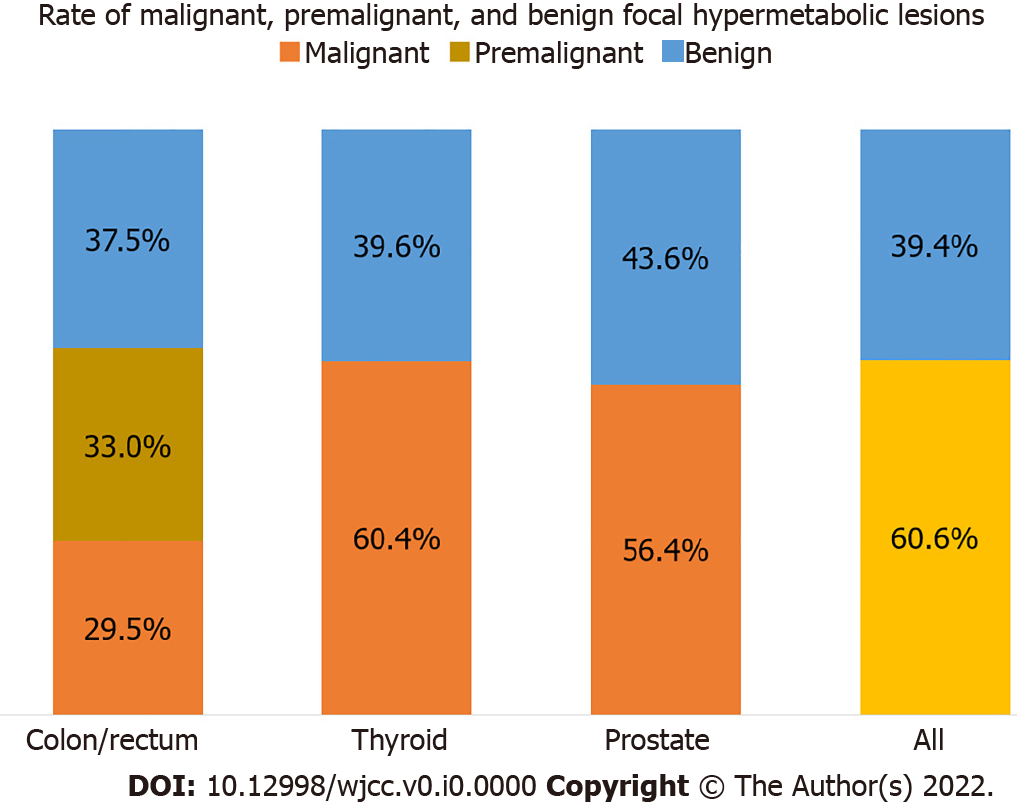 Rate of malignant, premalignant, and benign focal hypermetabolic lesions
Malignant Premalignant Benign
37.5% 39.6% 43.6% 39.4%
33.0%
29.5% 60.4% 56.4% 60.6%
Colon/rectum Thyroid Prostate All
DOI: 10.12998/wjcc.v0.i0.0000 Copyright © The Author(s) 2022.